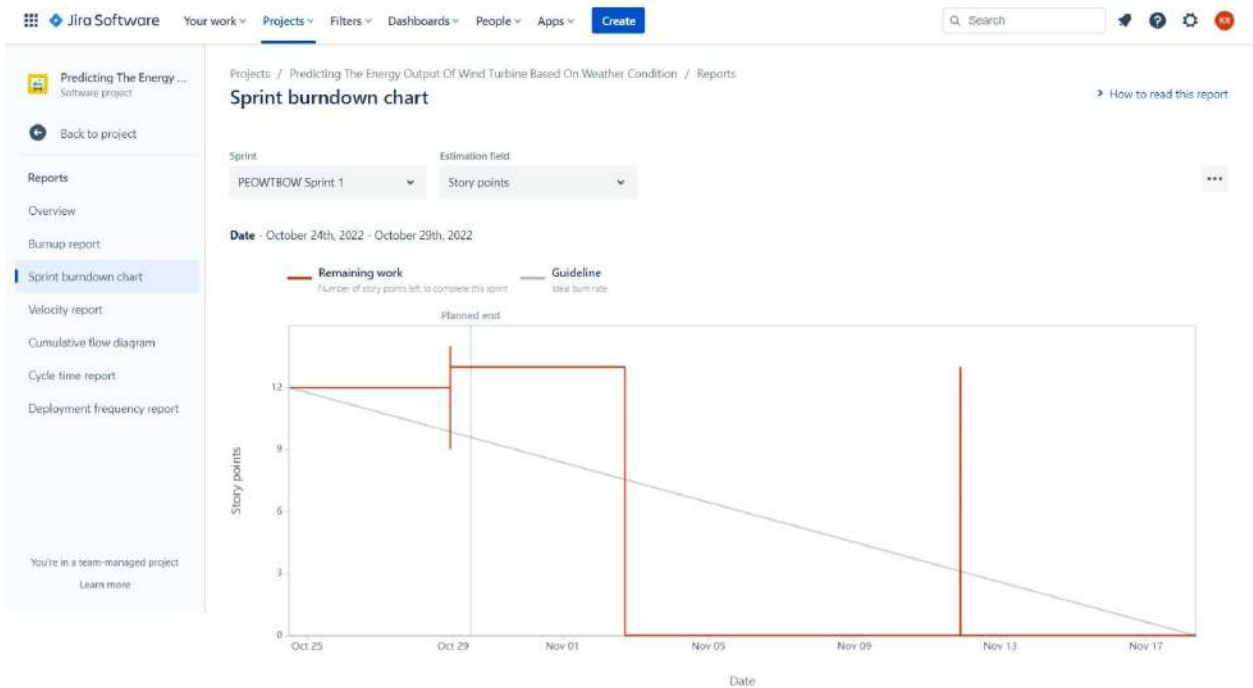 Jira Software Your work Projects Filters Dashboards People Apps Create Search KR
Predicting The Energy ...
Software project
Back to project
Reports
Overview
Burnup report
Sprint burndown chart
Velocity report
Cumulative flow diagram
Cycle time report
Deployment frequency report
You're in a team-managed project
Learn more
Projects / Predicting The Energy Output Of Wind Turbine Based On Weather Condition / Reports
Sprint burndown chart
How to read this report
Sprint Estimation field
PEOWTBOW Sprint 1 Story points
Date - October 24th, 2022 - October 29th, 2022
Remaining work Guideline
Number of story points left to complete this sprint Ideal burn rate
Planned end
12
9
6
3
0
Story points
Oct 25 Oct 29 Nov 01 Nov 05 Nov 09 Nov 13 Nov 17
Date